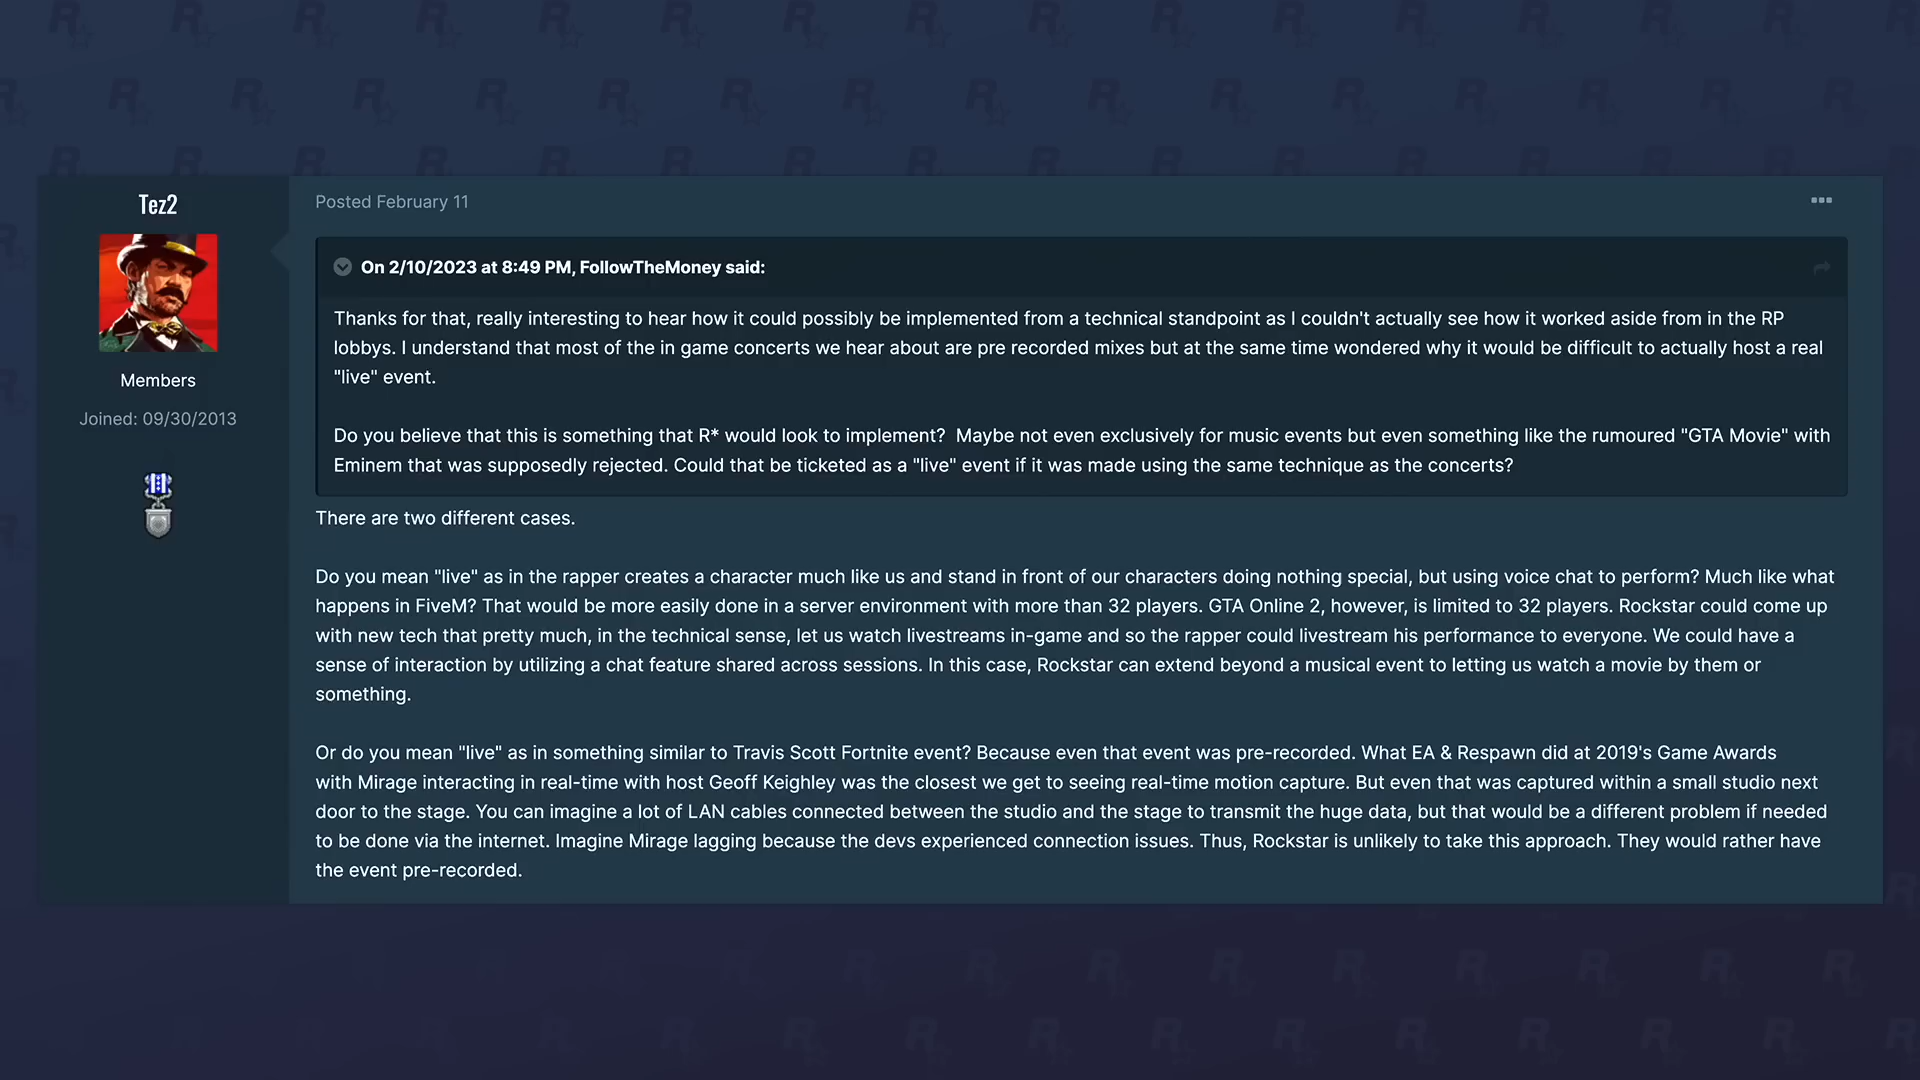 Tez2
Members
Joined: 09/30/2013
Posted February 11
On 2/10/2023 at 8:49 PM, FollowTheMoney said:
Thanks for that, really interesting to hear how it could possibly be implemented from a technical standpoint as I couldn't actually see how it worked aside from in the RP
lobbys. I understand that most of the in game concerts we hear about are pre recorded mixes but at the same time wondered why it would be difficult to actually host a real
"live" event.
Do you believe that this is something that R* would look to implement?  Maybe not even exclusively for music events but even something like the rumoured "GTA Movie" with
Eminem that was supposedly rejected. Could that be ticketed as a "live" event if it was made using the same technique as the concerts?
There are two different cases.
Do you mean "live" as in the rapper creates a character much like us and stand in front of our characters doing nothing special, but using voice chat to perform? Much like what
happens in FiveM? That would be more easily done in a server environment with more than 32 players. GTA Online 2, however, is limited to 32 players. Rockstar could come up
with new tech that pretty much, in the technical sense, let us watch livestreams in-game and so the rapper could livestream his performance to everyone. We could have a
sense of interaction by utilizing a chat feature shared across sessions. In this case, Rockstar can extend beyond a musical event to letting us watch a movie by them or
something.
Or do you mean "live" as in something similar to Travis Scott Fortnite event? Because even that event was pre-recorded. What EA & Respawn did at 2019's Game Awards
with Mirage interacting in real-time with host Geoff Keighley was the closest we get to seeing real-time motion capture. But even that was captured within a small studio next
door to the stage. You can imagine a lot of LAN cables connected between the studio and the stage to transmit the huge data, but that would be a different problem if needed
to be done via the internet. Imagine Mirage lagging because the devs experienced connection issues. Thus, Rockstar is unlikely to take this approach. They would rather have
the event pre-recorded.